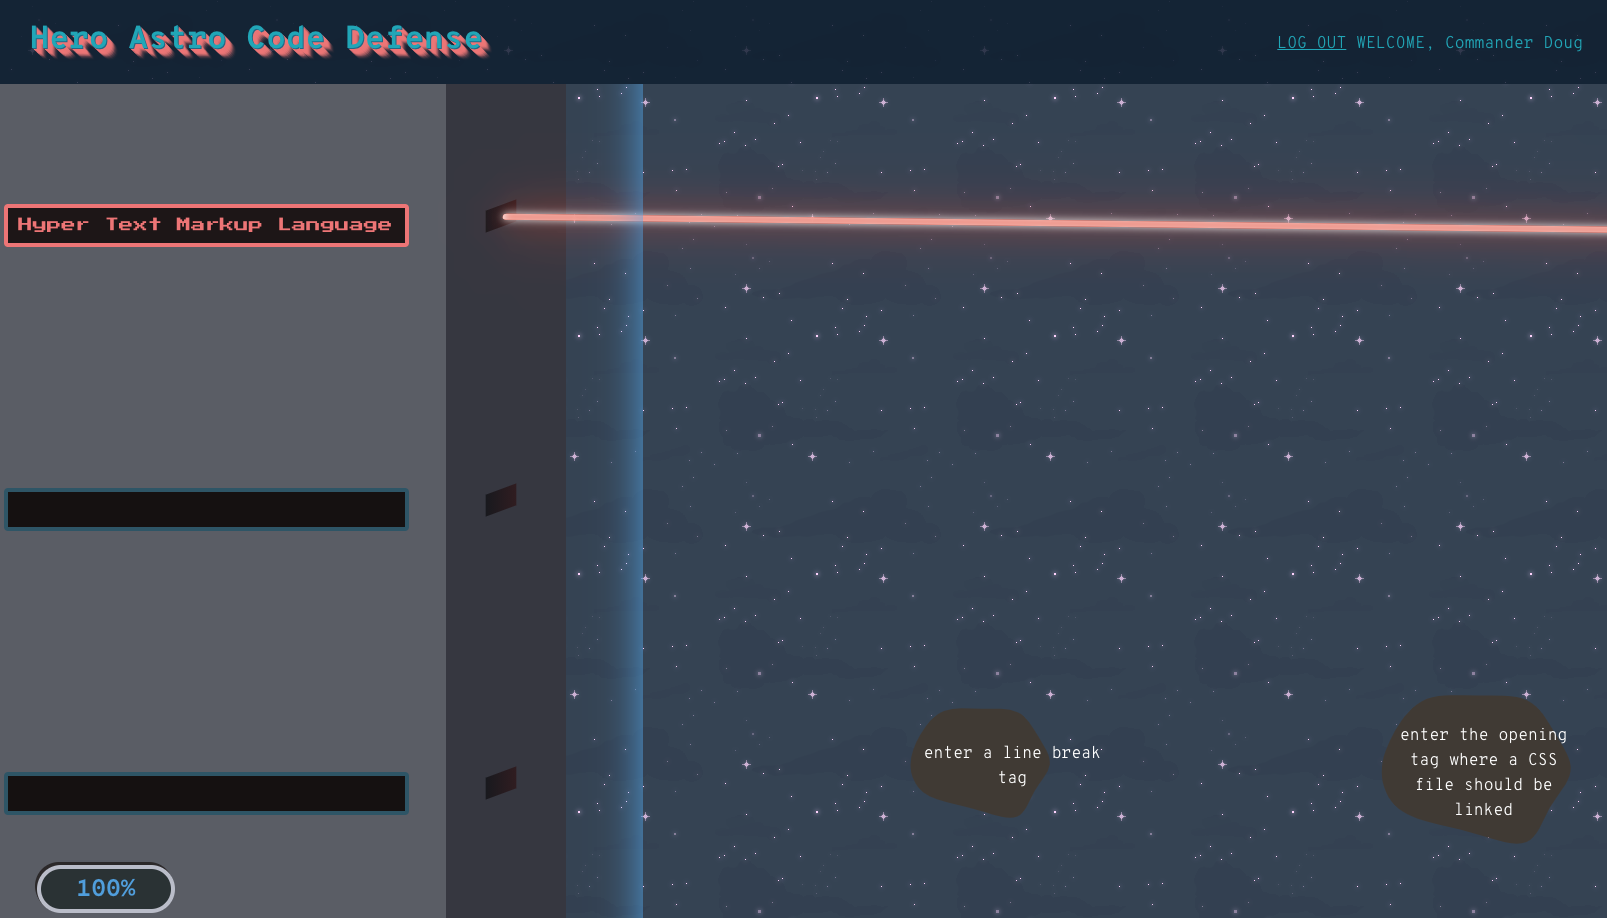 Hero Astro Code Defense
LOG OUT WELCOME, Commander Doug
Hyper Text Markup Language
enter a line break
tag
enter the opening
tag where a CSS
file should be
linked
100%